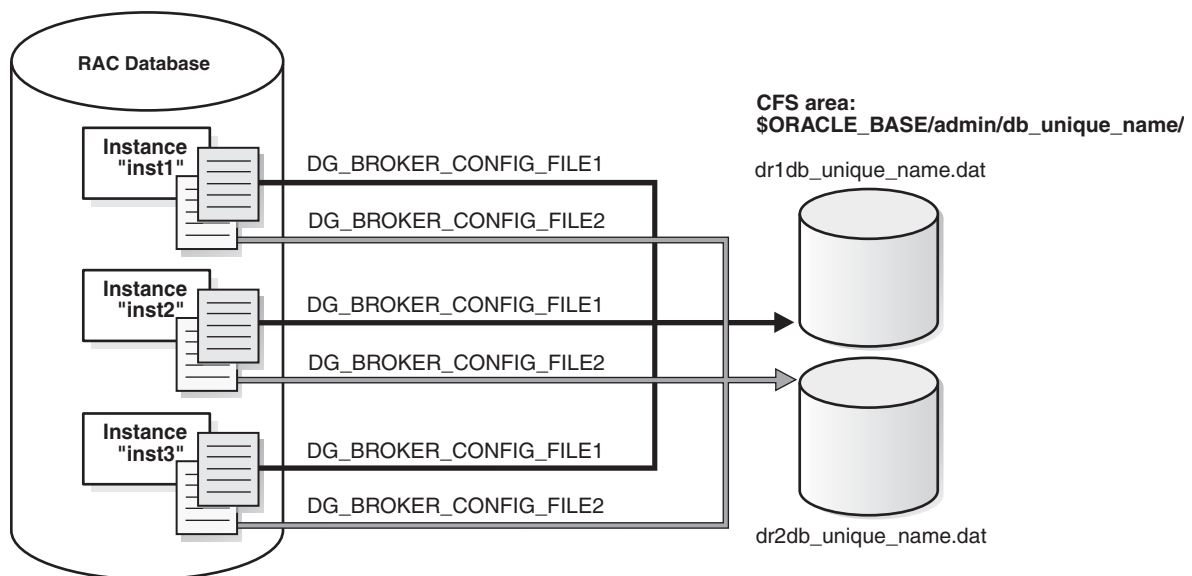 RAC Database
Instance
"inst1"
DG_BROKER_CONFIG_FILE1
DG_BROKER_CONFIG_FILE2
Instance
"inst2"
DG_BROKER_CONFIG_FILE1
DG_BROKER_CONFIG_FILE2
Instance
"inst3"
DG_BROKER_CONFIG_FILE1
DG_BROKER_CONFIG_FILE2
CFS area:
$ORACLE_BASE/admin/db_unique_name/
dr1db_unique_name.dat
dr2db_unique_name.dat